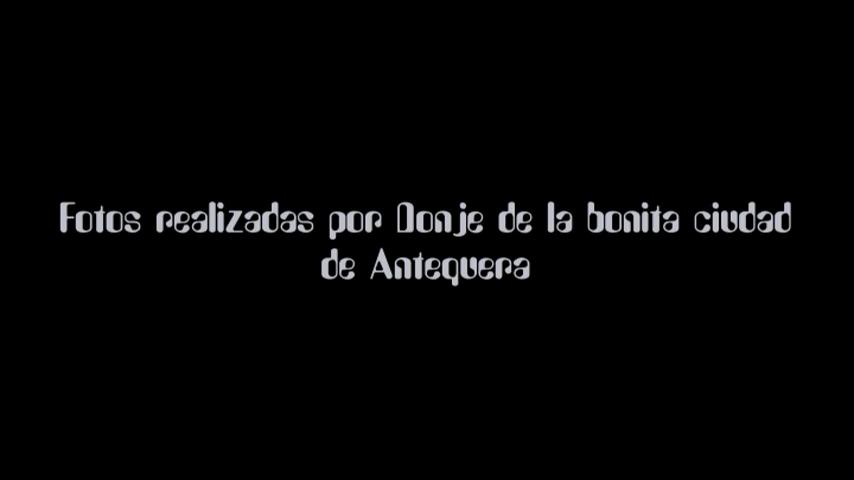 Fotos realizadas por Donje de la bonita ciudad
de Antequera